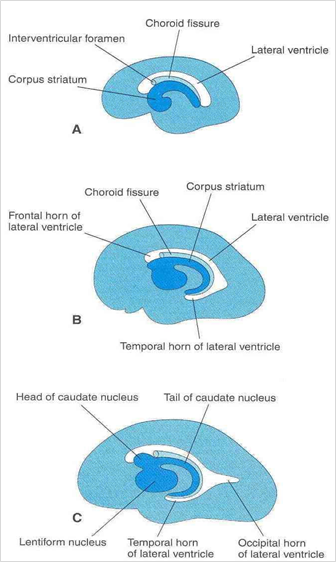 Choroid fissure
Interventricular foramen
Lateral ventricle
Corpus striatum
A
Corpus striatum
Choroid fissure
Frontal horn of
lateral ventricle
Lateral ventricle
B
Temporal horn of lateral ventricle
Head of caudate nucleus
Tail of caudate nucleus
C
Lentiform nucleus
Temporal horn
of lateral ventricle
Occipital horn
of lateral ventricle